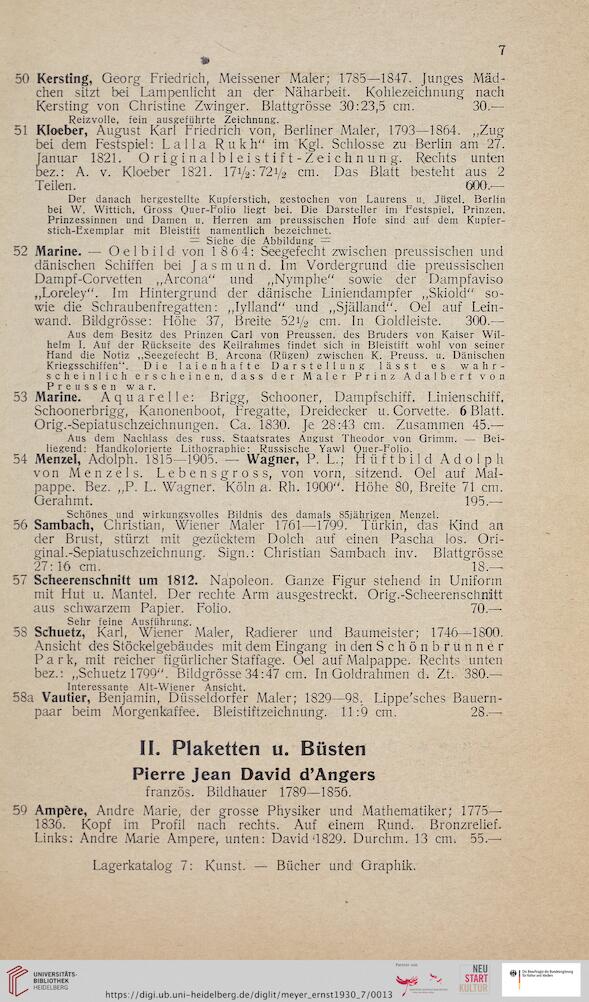 7
50 Kersting, Georg Friedrich, Meissener Maler; 1785—1847. Junges Mäd-
chen sitzt bei Lampenlicht an der Näharbeit. Kohlezeichnung nach
Kersting von Christine Zwinger. Blattgrösse 30:23,5 cm. 30.—
Reizvolle, fein ausgeführte Zeichnung.
51 Kloeber, August Karl Friedrich von, Berliner Maler, 1793—1864. „Zug
bei dem Festspiel: Lalla Rukh“ im Kgl. Schlosse zu Berlin am 27.
Januar 1821. Originalbleistift-Zeichnung. Rechts unten
bez.: A. v. Kloeber 1821. 17½:72½ cm. Das Blatt besteht aus 2
Teilen. 600.—
Der danach hergestellte Kupferstich, gestochen von Laurens u. Jügel. Berlin
bei W. Wittich, Gross Quer-Folio liegt bei. Die Darsteller im Festspiel, Prinzen,
Prinzessinnen und Damen u. Herren am preussischen Hofe sind auf dem Kupfer-
stich-Exemplar mit Bleistift namentlich bezeichnet.
= Siehe die Abbildung =
52 Marine. — Oelbild von 1864: Seegefecht zwischen preussischen und
dänischen Schiffen bei Jasmund. Im Vordergrund die preussischen
Dampf-Corvetten „Arcona“ und „Nymphe“ sowie der Dampfaviso
„Loreley“. Im Hintergrund der dänische Liniendampfer „Skiold“ so-
wie die Schraubenfregatten: „Jylland“ und „Själland“. Oel auf Lein-
wand. Bildgrösse: Höhe 37, Breite 52½ cm. In Goldleiste. 300.—
Aus dem Besitz des Prinzen Carl von Preussen, des Bruders von Kaiser Wil-
helm I. Auf der Rückseite des Keilrahmes findet sich in Bleistift wohl von seiner
Hand die Notiz „Seegefecht B. Arcona (Rügen) zwischen K. Preuss. u. Dänischen
Kriegsschiffen“. Die laienhafte Darstellung lässt es wahr-
scheinlich erscheinen, dass der Maler Prinz Adalbert von
Preussen war.
53 Marine. Aquarelle: Brigg, Schooner, Dampfschiff. Linienschiff,
Schoonerbrigg, Kanonenboot, Fregatte, Dreidecker u. Corvette. 6 Blatt.
Orig.-Sepiatuschzeichnungen. Ca. 1830. Je 28:43 cm. Zusammen 45.—
Aus dem Nachlass des russ. Staatsrates August Theodor von Grimm. — Bei-
liegend: Handkolorierte Lithographie: Russische Yawl Quer-Folio.
54 Menzel, Adolph. 1815—1905. — Wagner, P. L.; Hüftbild Adolph
von Menzels. Lebensgross, von vorn, sitzend. Oel auf Mal-
pappe. Bez. „P. L. Wagner. Köln a. Rh. 1900“. Höhe 80, Breite 71 cm.
Gerahmt. 195.—
Schönes und wirkungsvolles Bildnis des damals 85jährigen Menzel.
56 Sambach, Christian, Wiener Maler 1761—1799. Türkin, das Kind an
der Brust, stürzt mit gezücktem Dolch auf einen Pascha los. Ori-
ginal.-Sepiatuschzeichnung. Sign.: Christian Sambach inv. Blattgrösse
27:16 cm. 18.—
57 Scheerenschnitt um 1812. Napoleon. Ganze Figur stehend in Uniform
mit Hut u. Mantel. Der rechte Arm ausgestreckt. Orig.-Scheerenschnitt
aus schwarzem Papier. Folio. 70.—
Sehr feine Ausführung.
58 Schuetz, Karl, Wiener Maler, Radierer und Baumeister; 1746—1800.
Ansicht des Stöckelgebäudes mit dem Eingang in den Schönbrunner
Park, mit reicher figürlicher Staffage. Oel auf Malpappe. Rechts unten
bez.: „Schuetz 1799“. Bildgrösse 34:47 cm. In Goldrahmen d. Zt. 380.—
Interessante Alt-Wiener Ansicht.
58a Vautier, Benjamin, Düsseldorfer Maler; 1829—98. Lippe'sches Bauern-
paar beim Morgenkaffee. Bleistiftzeichnung. 11:9 cm. 28.—
II. Plaketten u. Büsten
Pierre Jean David d'Angers
französ. Bildhauer 1789—1856.
59 Ampère, Andre Marie, der grosse Physiker und Mathematiker; 1775—
1836. Kopf im Profil nach rechts. Auf einem Rund. Bronzrelief.
Links: Andre Marie Ampere, unten: David 1829. Durchm. 13 cm. 55.—
Lagerkatalog 7: Kunst. — Bücher und Graphik.
UNIVERSITÄTS-
BIBLIOTHEK
HEIDELBERG
https://digi.ub.uni-heidelberg.de/diglit/meyer_ernst1930_7/0013
NEU
START
KULTUR